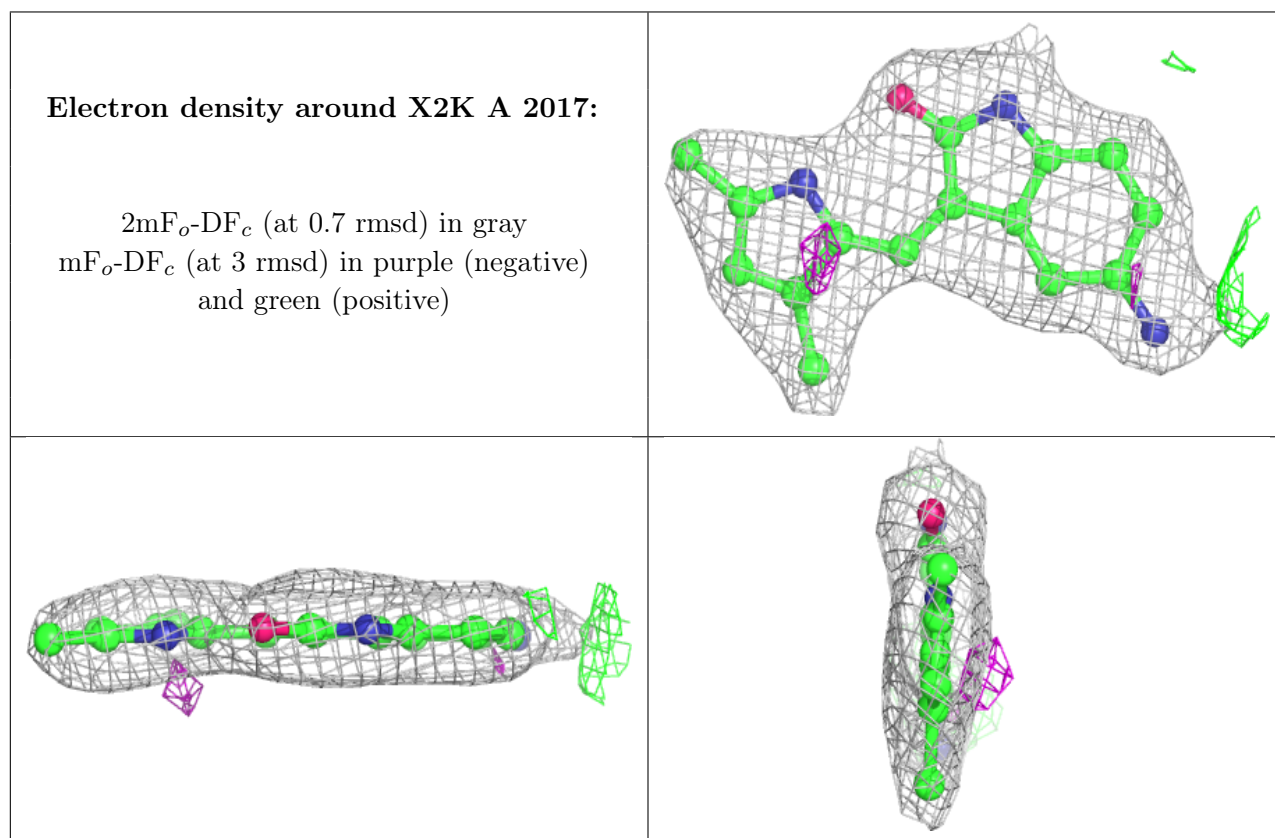 Electron density around X2K A 2017:
2mFo-DFc (at 0.7 rmsd) in gray
mFo-DFc (at 3 rmsd) in purple (negative)
and green (positive)